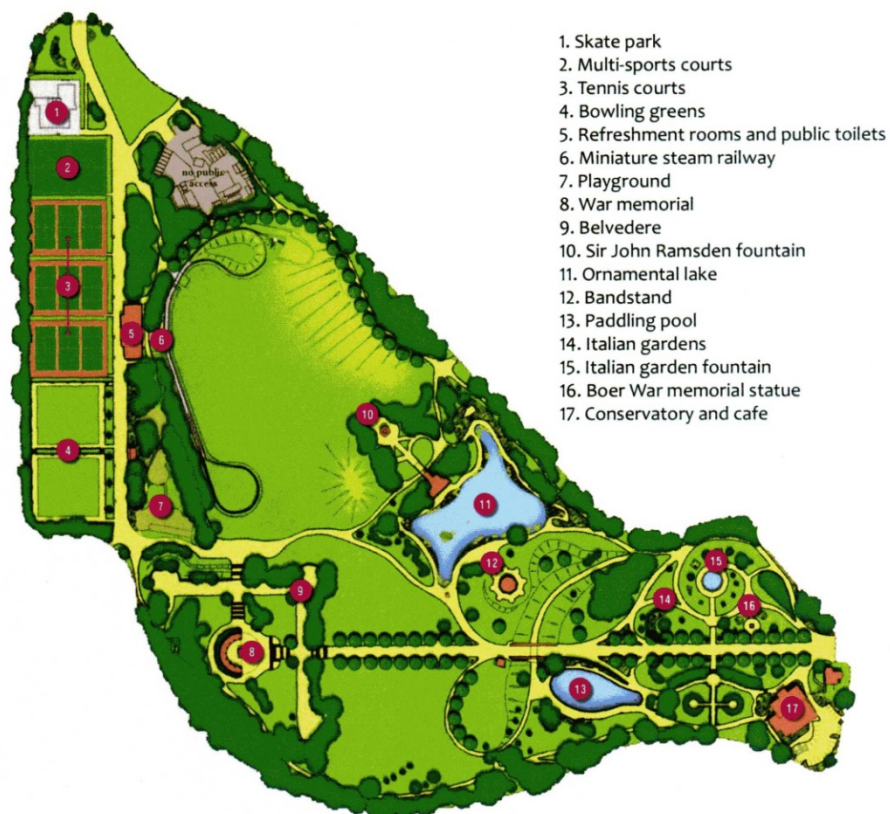 1. Skate park
2. Multi-sports courts
3. Tennis courts
4. Bowling greens
5. Refreshment rooms and public toilets
6. Miniature steam railway
7. Playground
8. War memorial
9. Belvedere
10. Sir John Ramsden fountain
11. Ornamental lake
12. Bandstand
13. Paddling pool
14. Italian gardens
15. Italian garden fountain
16. Boer War memorial statue
17. Conservatory and cafe
1
no public
access
2
3
5
6
10
4
7
11
12
15
9
14
16
8
13
17